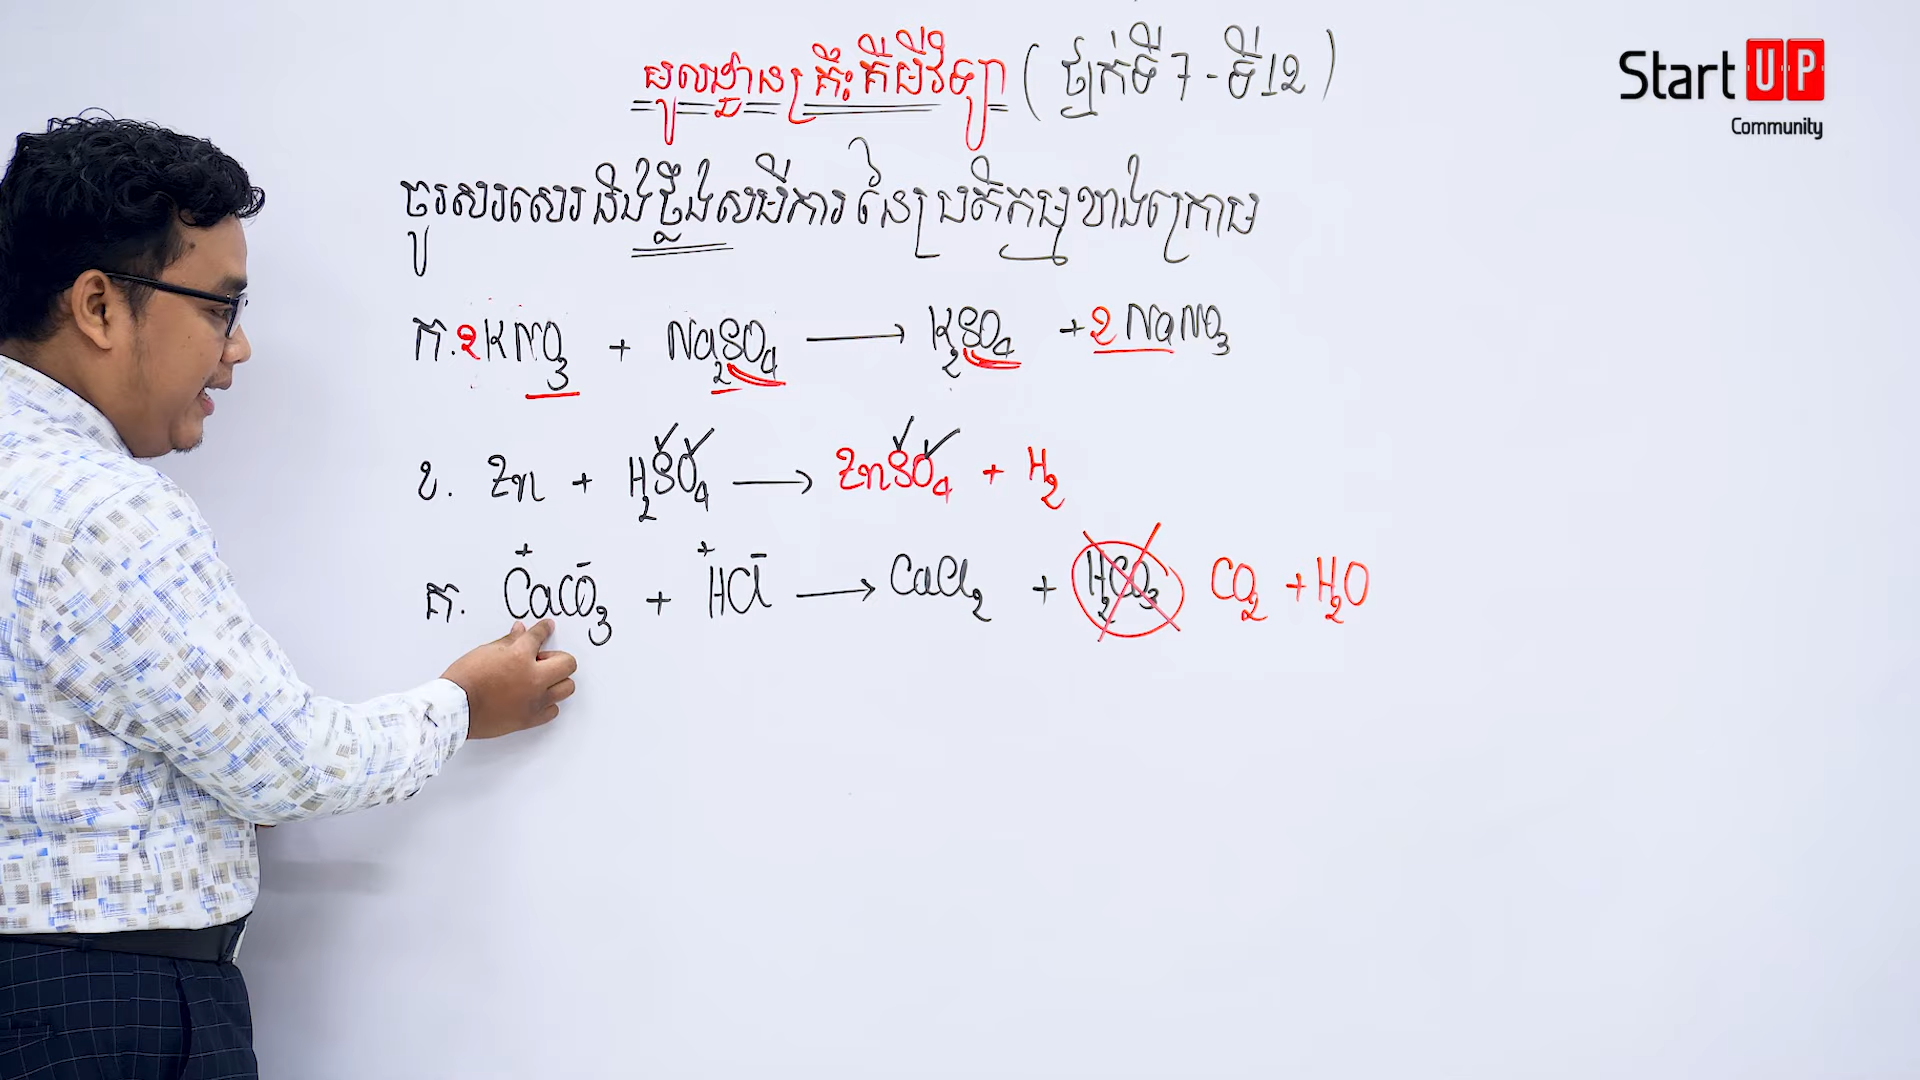 មូលដ្ឋានគ្រឹះគីមីវិទ្យា ( ថ្នាក់ទី 7 - ទី 12 )
StartUP
Community
ចូរសរសេរនិងថ្លឹងសមីការ នៃប្រតិកម្មខាងក្រោម
ក. 2KNO₃ + Na₂SO₄ ⟶ K₂SO₄ + 2NaNO₃
ខ. Zn + H₂SO₄ ⟶ ZnSO₄ + H₂
គ. CaCO₃ + HCl ⟶ CaCl₂ + H₂CO₃ CO₂ + H₂O